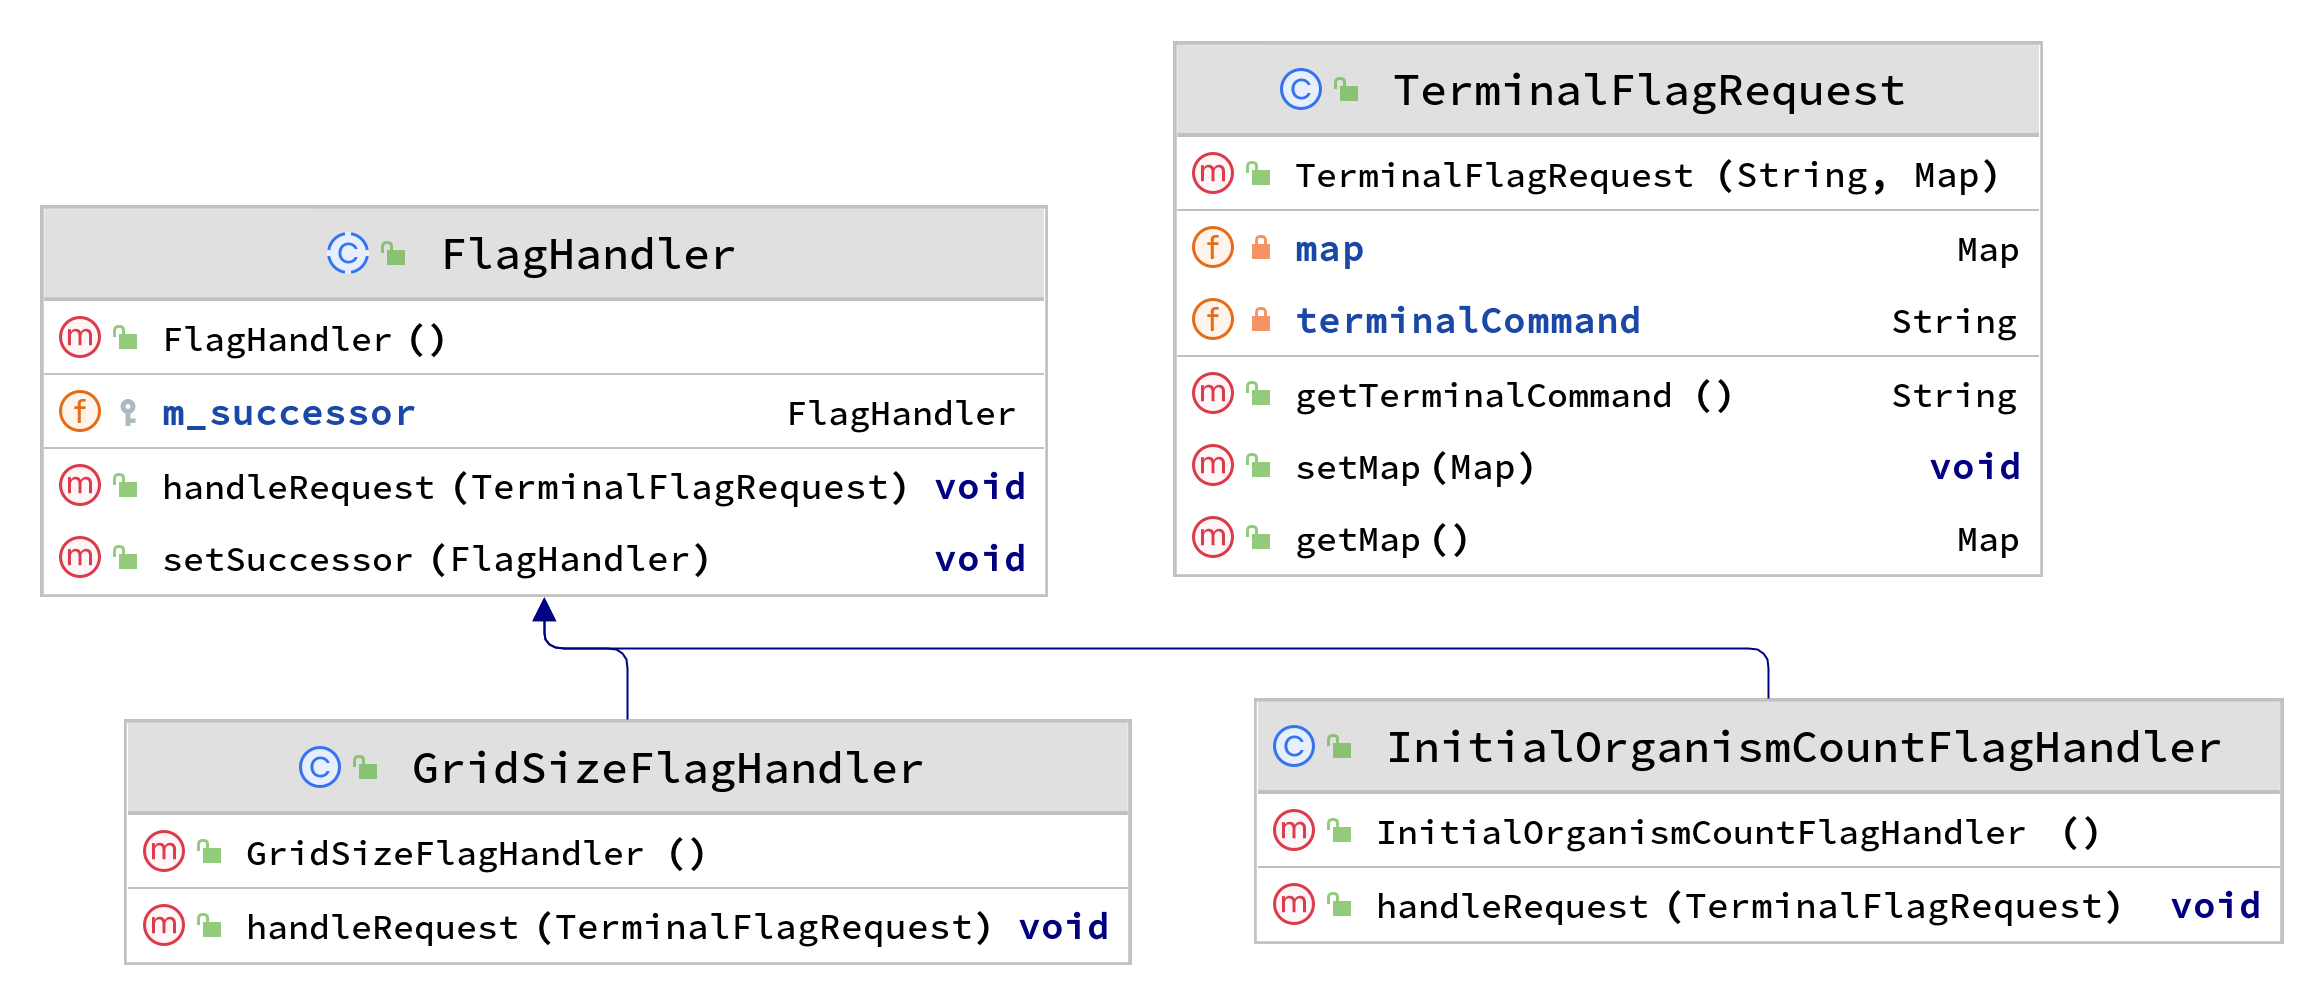 FlagHandler
FlagHandler ()
m_successor FlagHandler
handleRequest (TerminalFlagRequest) void
setSuccessor (FlagHandler) void
TerminalFlagRequest
TerminalFlagRequest (String, Map)
map Map
terminalCommand String
getTerminalCommand () String
setMap (Map) void
getMap () Map
GridSizeFlagHandler
GridSizeFlagHandler ()
handleRequest (TerminalFlagRequest) void
InitialOrganismCountFlagHandler
InitialOrganismCountFlagHandler ()
handleRequest (TerminalFlagRequest) void